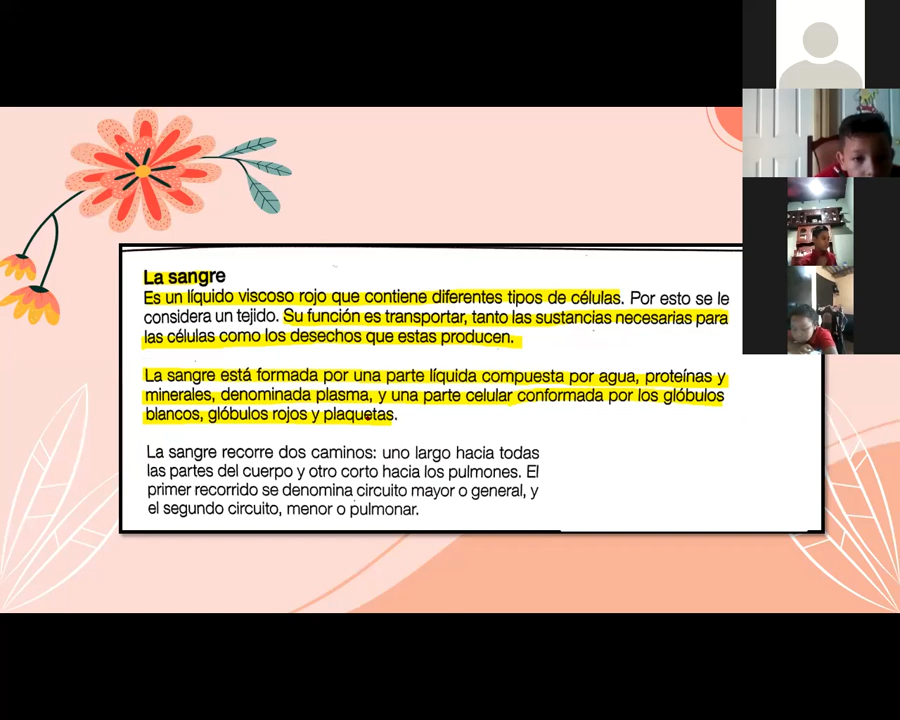 La sangre
Es un líquido viscoso rojo que contiene diferentes tipos de células. Por esto se le
considera un tejido. Su función es transportar, tanto las sustancias necesarias para
las células como los desechos que estas producen.
La sangre está formada por una parte líquida compuesta por agua, proteínas y
minerales, denominada plasma, y una parte celular conformada por los glóbulos
blancos, glóbulos rojos y plaquetas.
La sangre recorre dos caminos: uno largo hacia todas
las partes del cuerpo y otro corto hacia los pulmones. El
primer recorrido se denomina circuito mayor o general, y
el segundo circuito, menor o pulmonar.